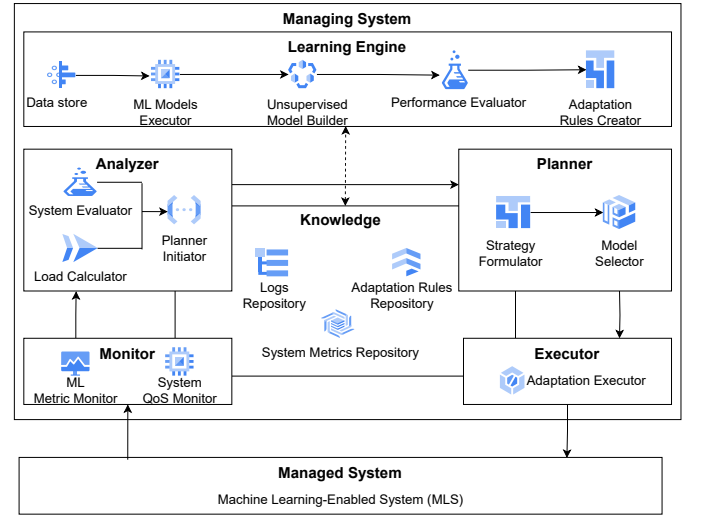 Managing System
Learning Engine
Data store
ML Models
Executor
Unsupervised
Model Builder
Performance Evaluator
Adaptation
Rules Creator
Analyzer
System Evaluator
Load Calculator
Planner
Initiator
Knowledge
Logs
Repository
Adaptation Rules
Repository
System Metrics Repository
Planner
Strategy
Formulator
Model
Selector
Monitor
ML
Metric Monitor
System
QoS Monitor
Executor
Adaptation Executor
Managed System
Machine Learning-Enabled System (MLS)